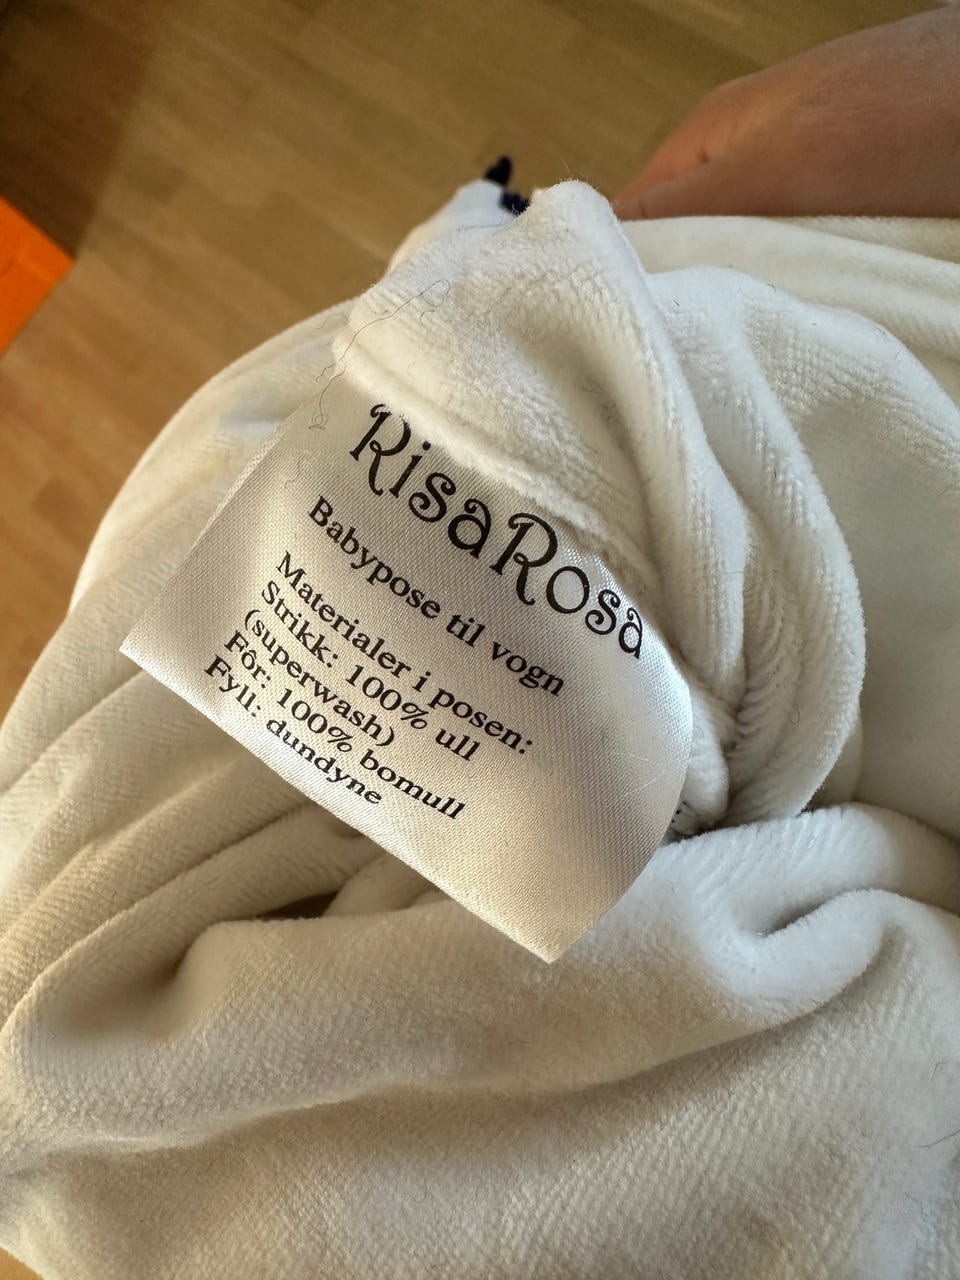 RisaRosa
Babypose til vogn
Materialer i posen:
Strikk: 100% ull
(superwash)
Fôr: 100% bomull
Fyll: dundyne